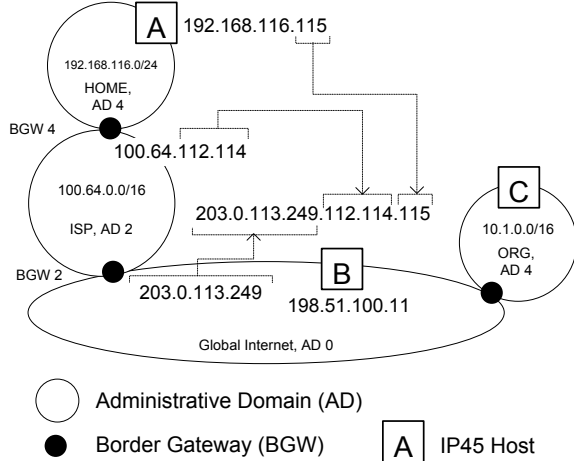 A
192.168.116.115
192.168.116.0/24
HOME,
AD 4
BGW 4
100.64.112.114
100.64.0.0/16
C
203.0.113.249.112.114.115
10.1.0.0/16
ISP, AD 2
ORG,
AD 4
BGW 2
B
203.0.113.249
198.51.100.11
Global Internet, AD 0
Administrative Domain (AD)
Border Gateway (BGW)
A
IP45 Host